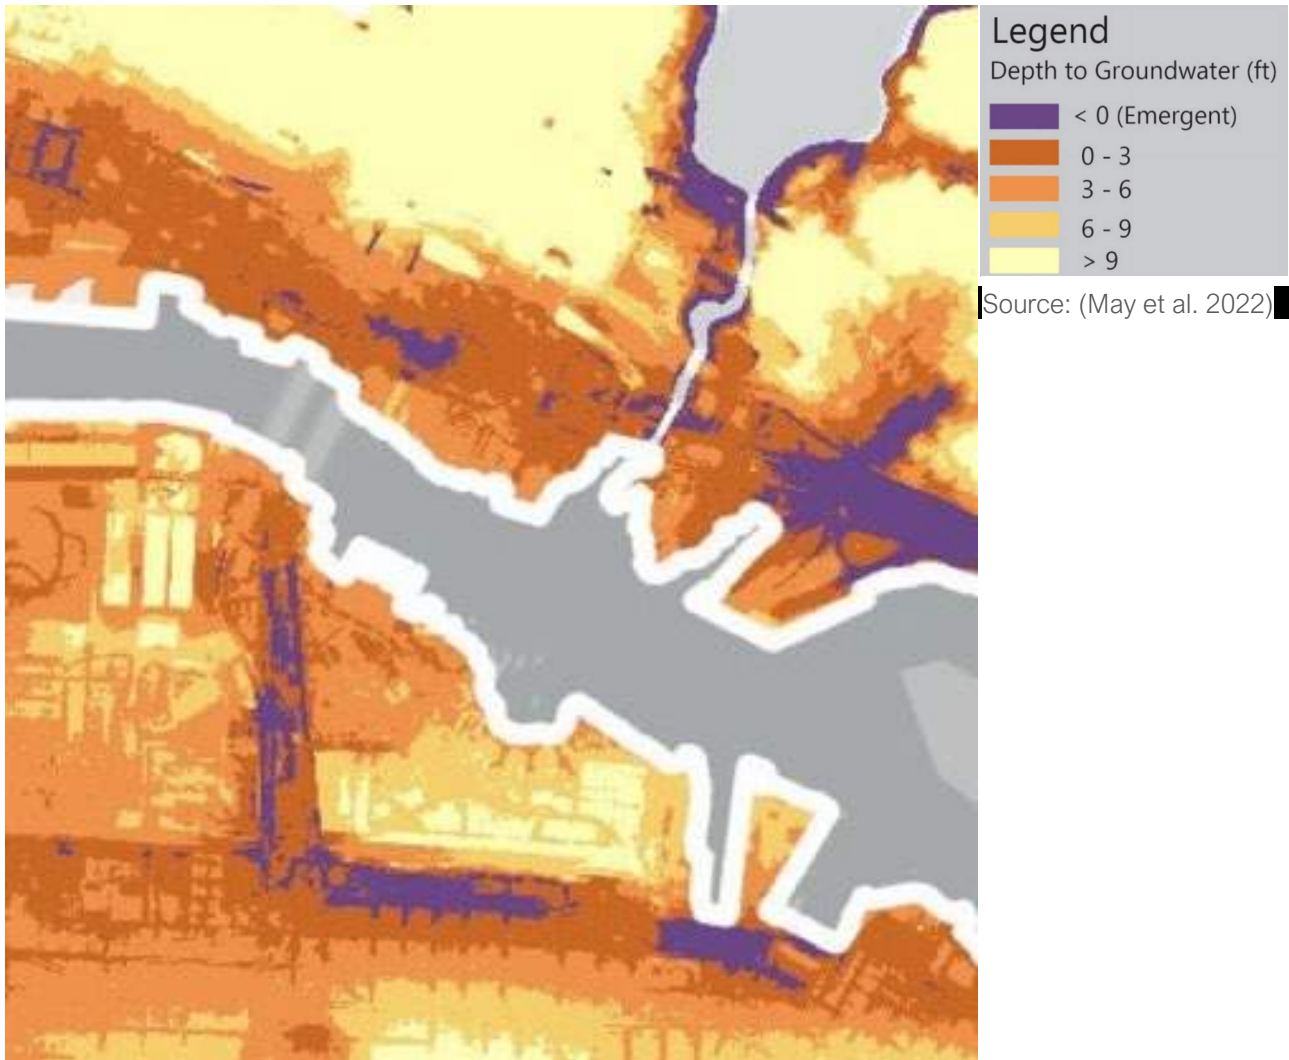 Legend
Depth to Groundwater (ft)
< 0 (Emergent)
0 - 3
3 - 6
6 - 9
> 9
Source: (May et al. 2022)